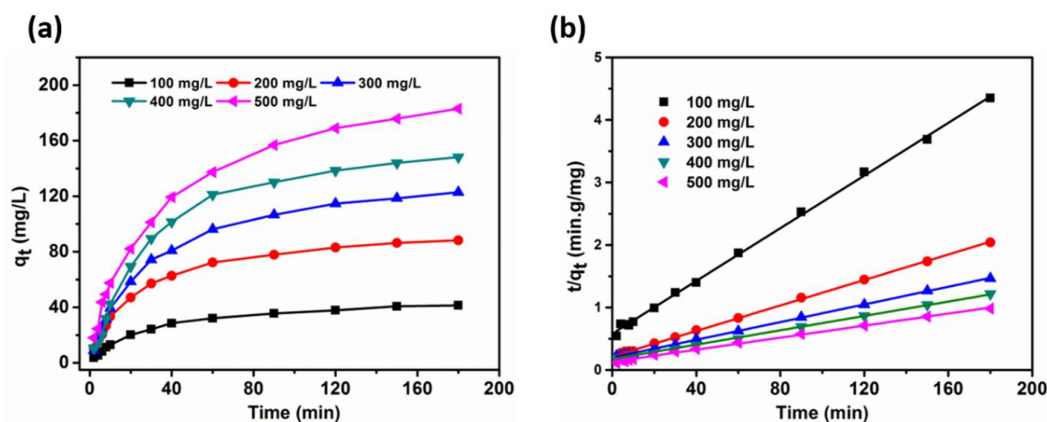 (a)
220
200
160
120
80
40
0
qt (mg/L)
100 mg/L 200 mg/L 300 mg/L
400 mg/L 500 mg/L
0 40 80 120 160 200
Time (min)
(b)
5
4
3
2
1
0
t/qt (min.g/mg)
100 mg/L
200 mg/L
300 mg/L
400 mg/L
500 mg/L
0 40 80 120 160 200
Time (min)